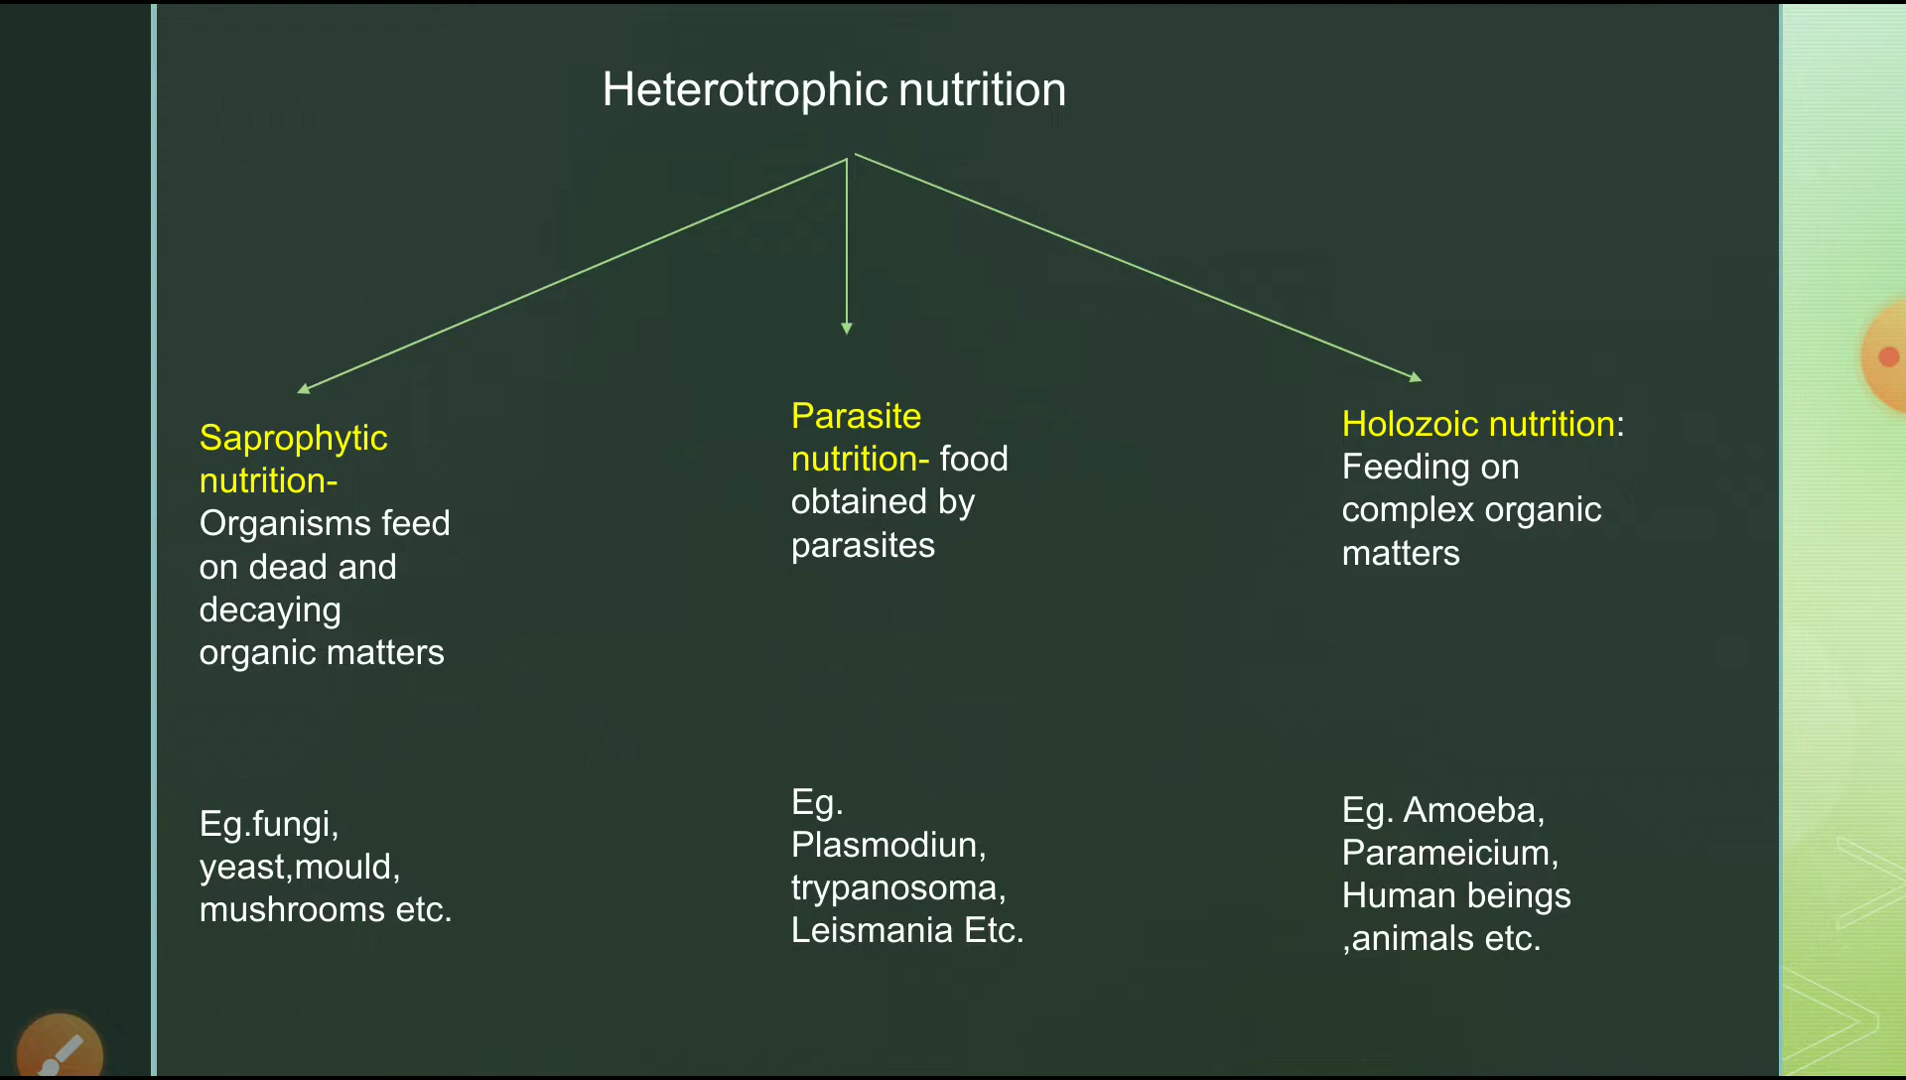 Heterotrophic nutrition
Saprophytic
nutrition-
Organisms feed
on dead and
decaying
organic matters
Eg.fungi,
yeast,mould,
mushrooms etc.
Parasite
nutrition- food
obtained by
parasites
Eg.
Plasmodiun,
trypanosoma,
Leismania Etc.
Holozoic nutrition:
Feeding on
complex organic
matters
Eg. Amoeba,
Parameicium,
Human beings
,animals etc.